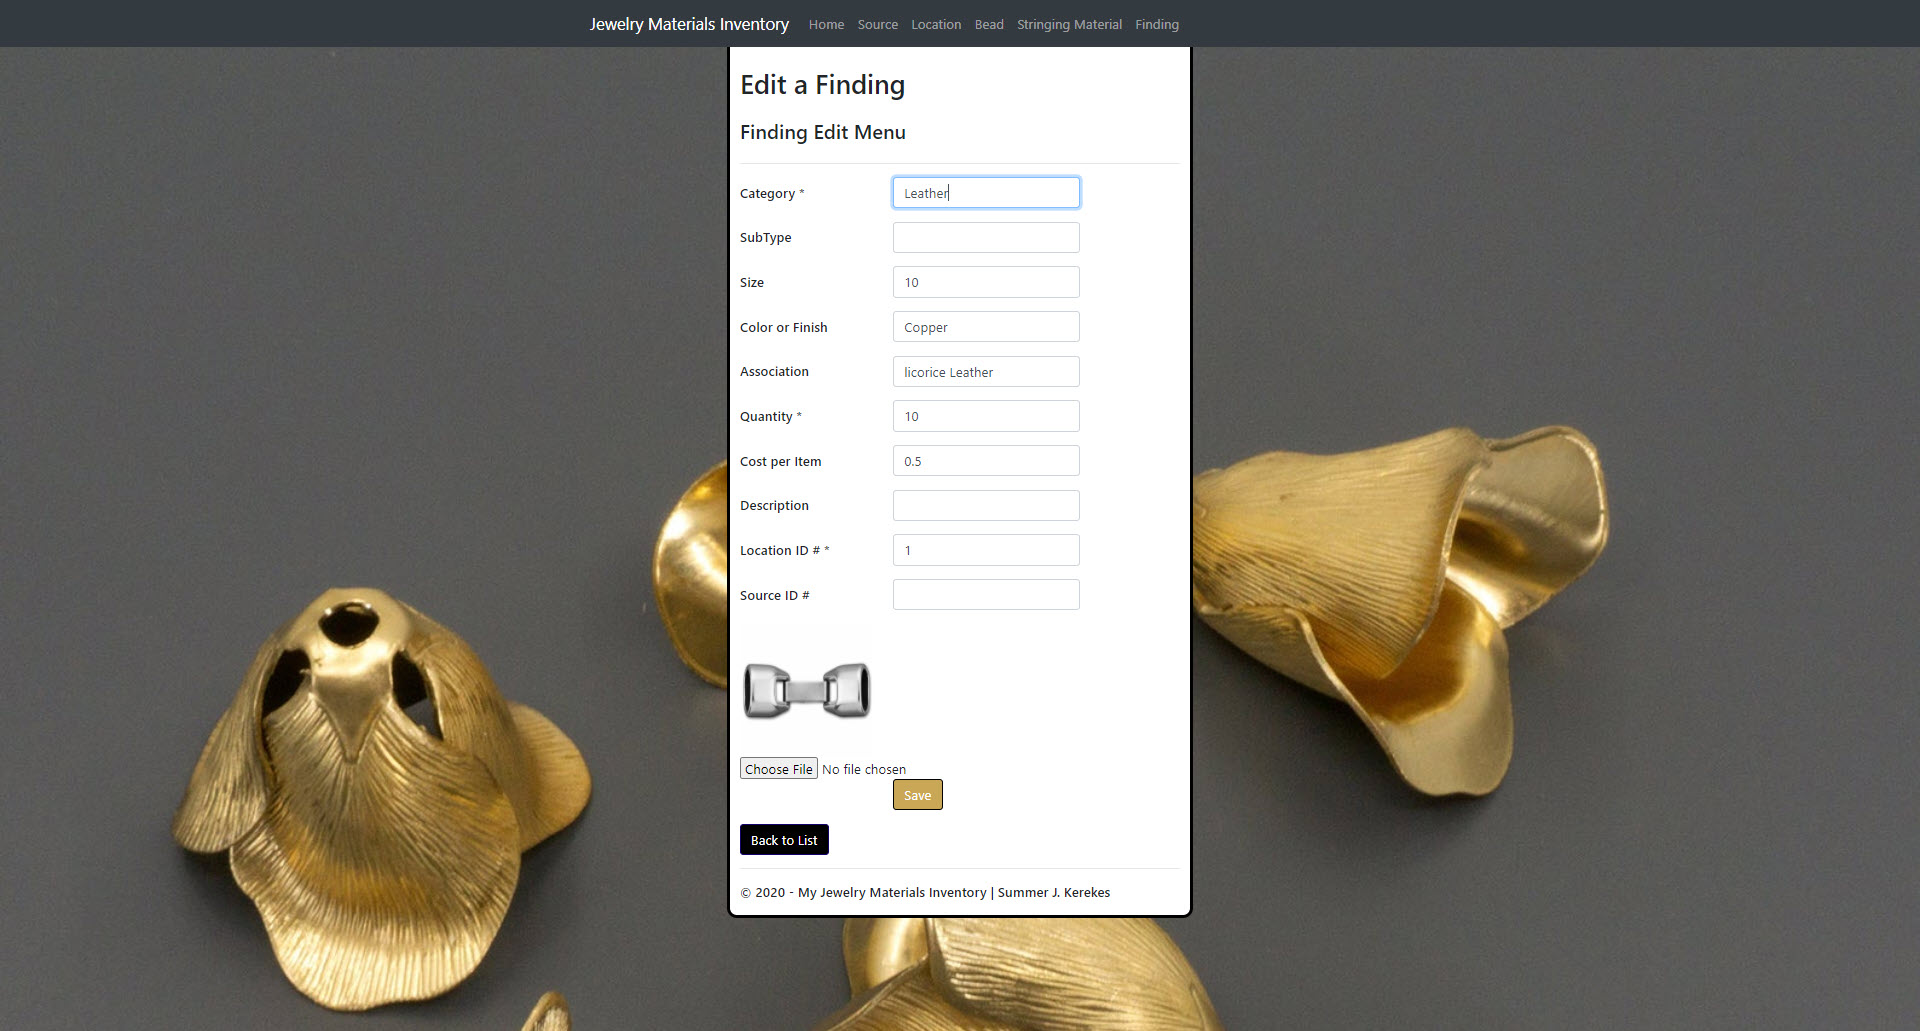 Jewelry Materials Inventory Home Source Location Bead Stringing Material Finding
Edit a Finding
Finding Edit Menu
Category * Leather
SubType
Size 10
Color or Finish Copper
Association licorice Leather
Quantity * 10
Cost per Item 0.5
Description
Location ID # * 1
Source ID #
Choose File No file chosen
Save
Back to List
© 2020 - My Jewelry Materials Inventory | Summer J. Kerekes